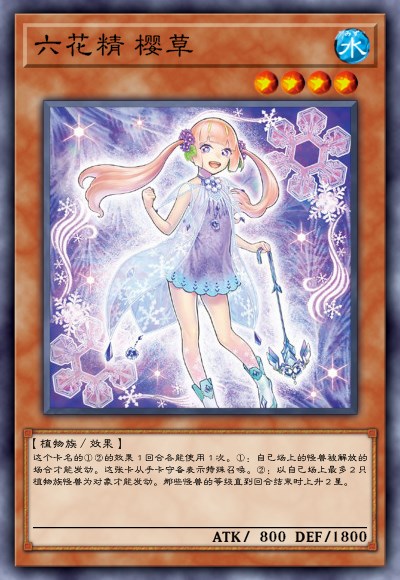 六花精 樱草
水
【植物族／效果】
这个卡名的①②的效果1回合各能使用1次。①：自己场上的怪兽被解放的
场合才能发动。这张卡从手卡守备表示特殊召唤。②：以自己场上最多2只
植物族怪兽为对象才能发动。那些怪兽的等级直到回合结束时上升2星。
ATK/ 800 DEF/1800